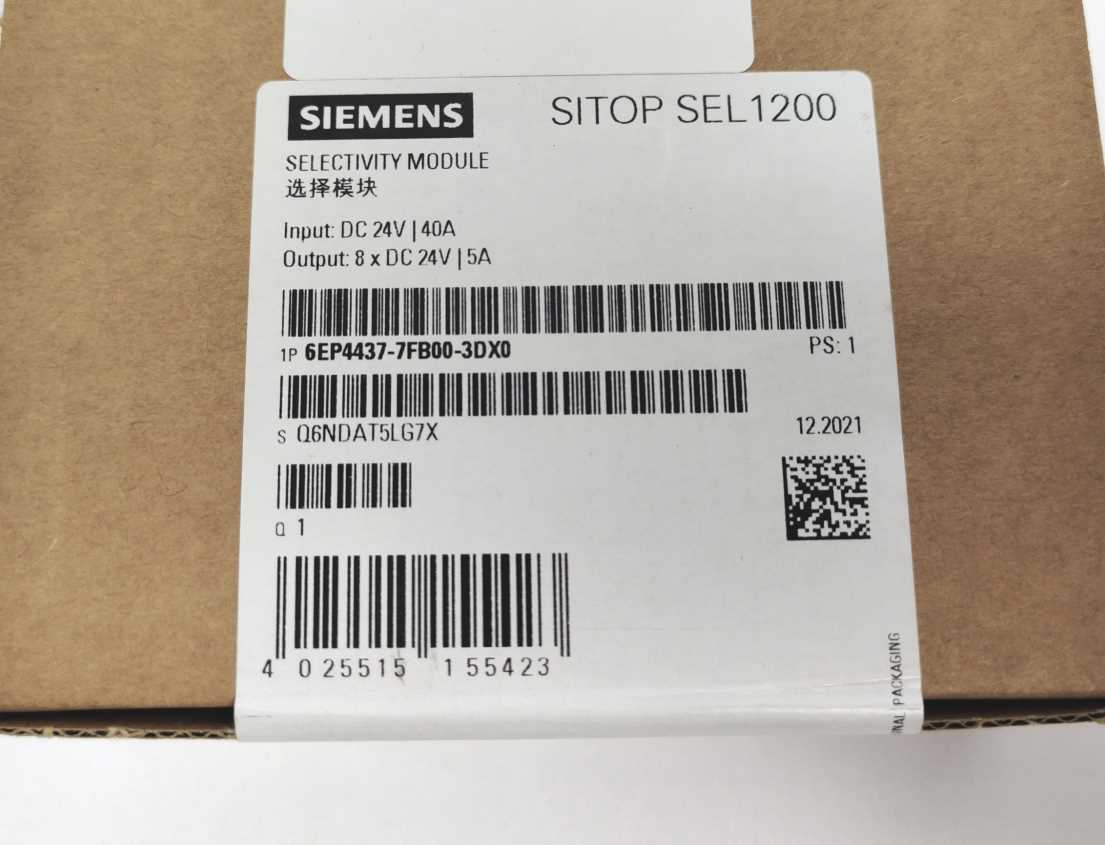 SIEMENS
SITOP SEL1200
SELECTIVITY MODULE
选择模块
Input: DC 24V | 40A
Output: 8 x DC 24V | 5A
1P 6EP4437-7FB00-3DX0
PS: 1
S Q6NDAT5LG7X
12.2021
Q 1
4 025515 155423
PACKAGING